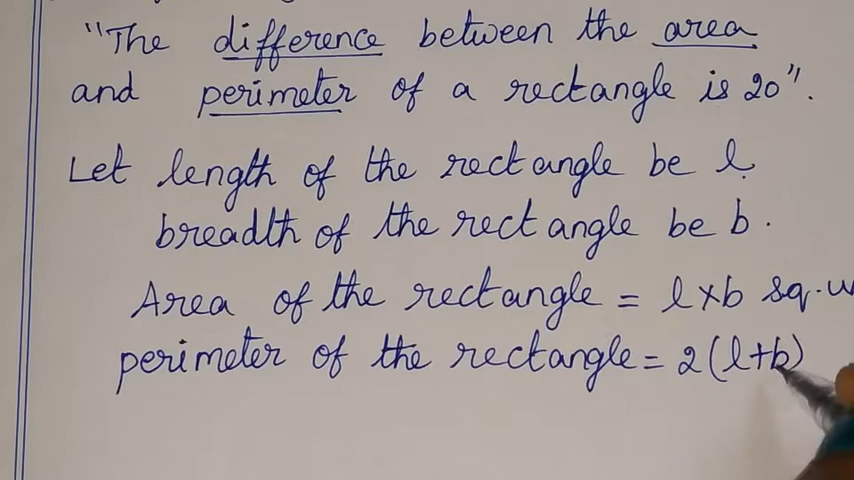 "The difference between the area
and perimeter of a rectangle is 20".
Let length of the rectangle be l.
breadth of the rectangle be b.
Area of the rectangle = l×b sq.
perimeter of the rectangle = 2(l+b)